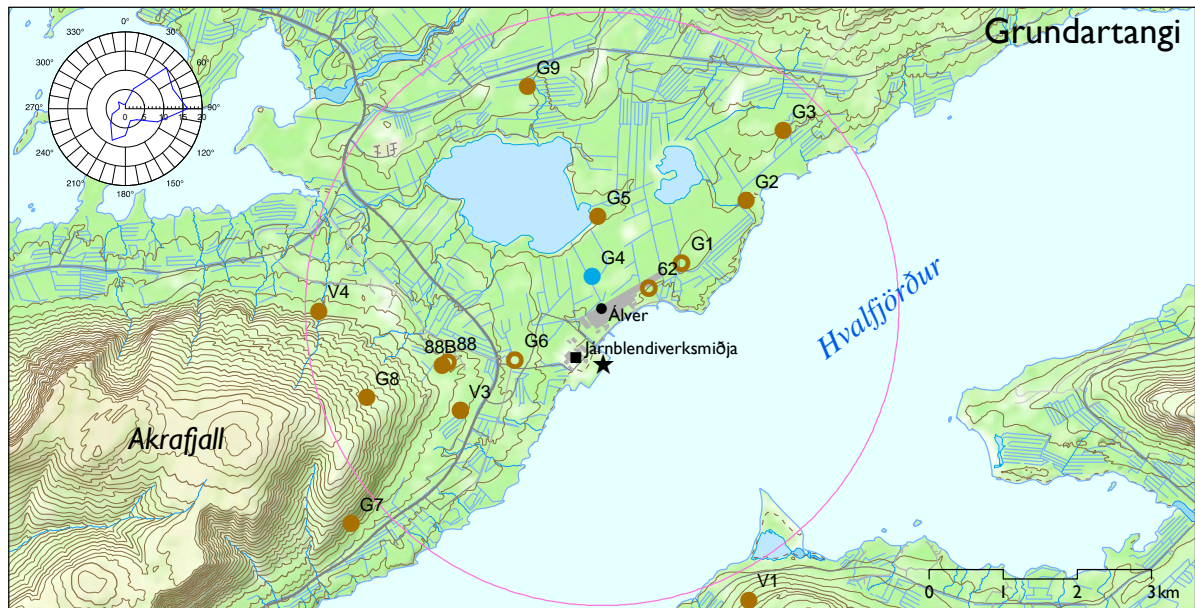 Grundartangi
0°
30°
60°
90°
120°
150°
180°
210°
240°
270°
300°
330°
0 5 10 15 20
G9
G3
G2
G5
G1
G4
62
Álver
V4
Járnblendiverksmiðja
G6
88B 88
G8
V3
Akrafjall
Hvalfjörður
G7
V1
0 1 2 3 km